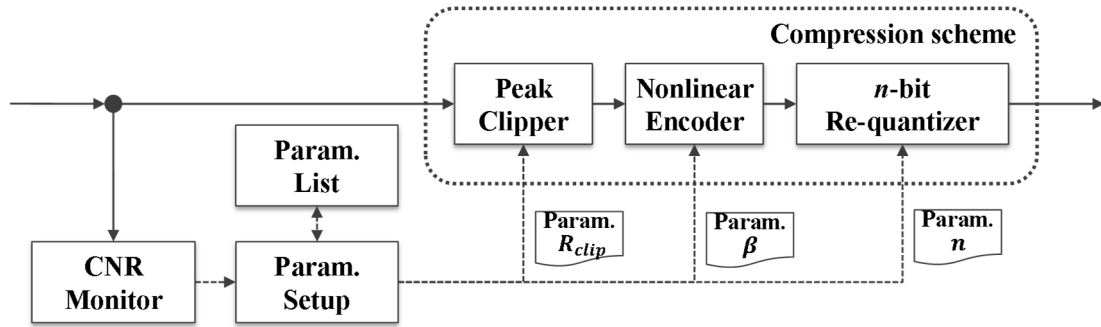 Compression scheme
Peak
Clipper
Nonlinear
Encoder
n-bit
Re-quantizer
Param.
List
CNR
Monitor
Param.
Setup
Param.
R_clip
Param.
β
Param.
n